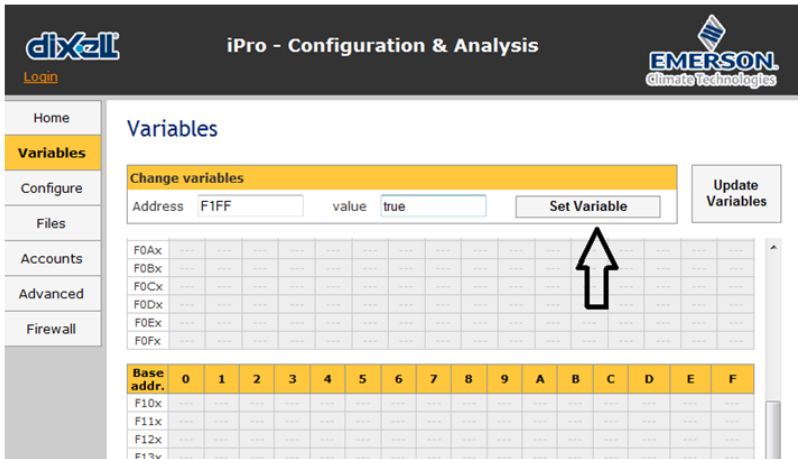 dixell
iPro - Configuration & Analysis
EMERSON.
Climate Technologies
Login
Home
Variables
Configure
Files
Accounts
Advanced
Firewall
Variables
Change variables
Address F1FF value true Set Variable
Update
Variables
F0Ax --- --- --- --- --- --- --- --- --- --- --- --- --- --- --- ---
F0Bx --- --- --- --- --- --- --- --- --- --- --- --- --- --- --- ---
F0Cx --- --- --- --- --- --- --- --- --- --- --- --- --- --- --- ---
F0Dx --- --- --- --- --- --- --- --- --- --- --- --- --- --- --- ---
F0Ex --- --- --- --- --- --- --- --- --- --- --- --- --- --- --- ---
F0Fx --- --- --- --- --- --- --- --- --- --- --- --- --- --- --- ---
Base
addr. 0 1 2 3 4 5 6 7 8 9 A B C D E F
F10x --- --- --- --- --- --- --- --- --- --- --- --- --- --- --- ---
F11x --- --- --- --- --- --- --- --- --- --- --- --- --- --- --- ---
F12x --- --- --- --- --- --- --- --- --- --- --- --- --- --- --- ---
F13x --- --- --- --- --- --- --- --- --- --- --- --- --- --- --- ---